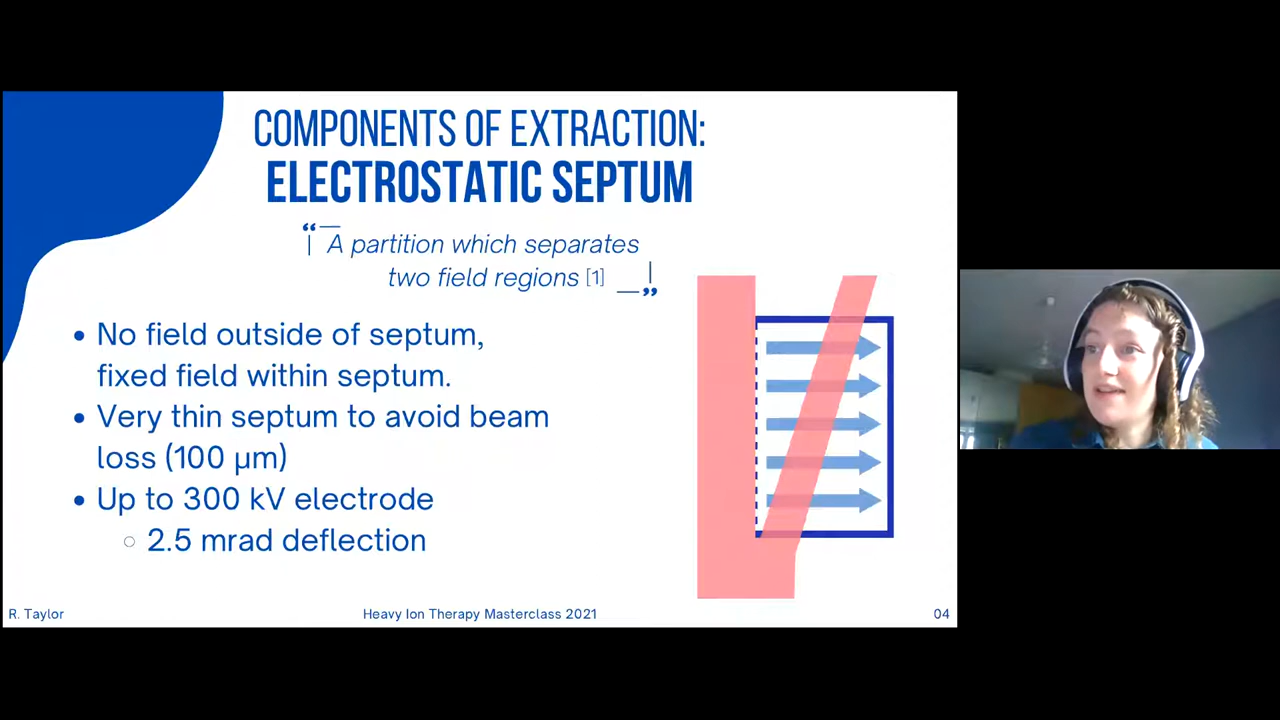 COMPONENTS OF EXTRACTION:
ELECTROSTATIC SEPTUM
“ A partition which separates
two field regions [1] ”
• No field outside of septum,
fixed field within septum.
• Very thin septum to avoid beam
loss (100 µm)
• Up to 300 kV electrode
○ 2.5 mrad deflection
R. Taylor
Heavy Ion Therapy Masterclass 2021
04